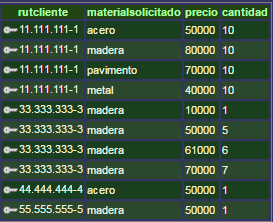 rutcliente materialsolicitado precio cantidad
11.111.111-1 acero 50000 10
11.111.111-1 madera 80000 10
11.111.111-1 pavimento 70000 10
11.111.111-1 metal 40000 10
33.333.333-3 madera 10000 1
33.333.333-3 madera 50000 5
33.333.333-3 madera 61000 6
33.333.333-3 madera 70000 7
44.444.444-4 acero 50000 1
55.555.555-5 madera 50000 1